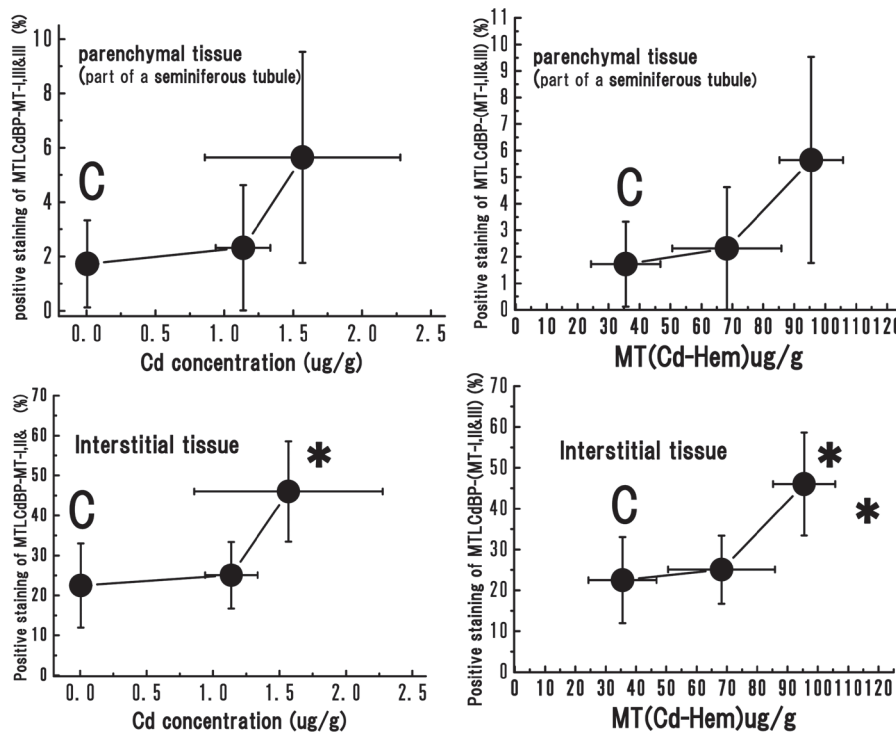 positive staining of MTLCdBP-MT-I,III&III (%)
10
8
6
4
2
0
parenchymal tissue
(part of a seminiferous tubule)
C
0.0 0.5 1.0 1.5 2.0 2.5
Cd concentration (ug/g)
Positive staining of MTLCdBP-(MT-I,II&III) (%)
11
10
9
8
7
6
5
4
3
2
1
0
parenchymal tissue
(part of a seminiferous tubule)
C
0 10 20 30 40 50 60 70 80 90 100 110 120
MT(Cd-Hem)ug/g
Positive staining of MTLCdBP-MT-I,II& (%)
70
60
50
40
30
20
10
0
Interstitial tissue
*
C
0.0 1.0 1.5 2.0 2.5
Cd concentration (ug/g)
Positive staining of MTLCdBP-(MT-I,II&III) (%)
70
60
50
40
30
20
10
0
Interstitial tissue
*
C
*
0 10 20 30 40 50 60 70 80 90 100 110 120
MT(Cd-Hem)ug/g